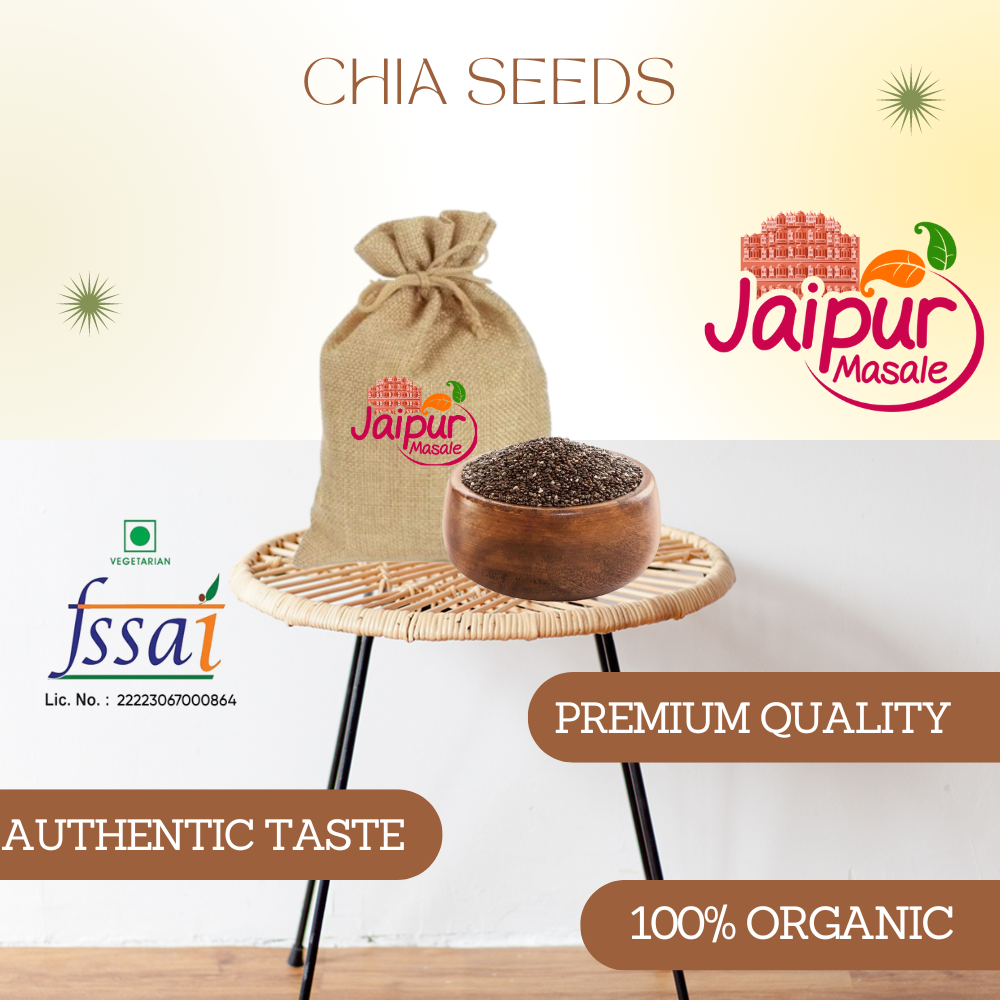 CHIA SEEDS
Jaipur
Masale
Jaipur
Masale
VEGETARIAN
fssai
Lic. No. : 22223067000864
PREMIUM QUALITY
AUTHENTIC TASTE
100% ORGANIC